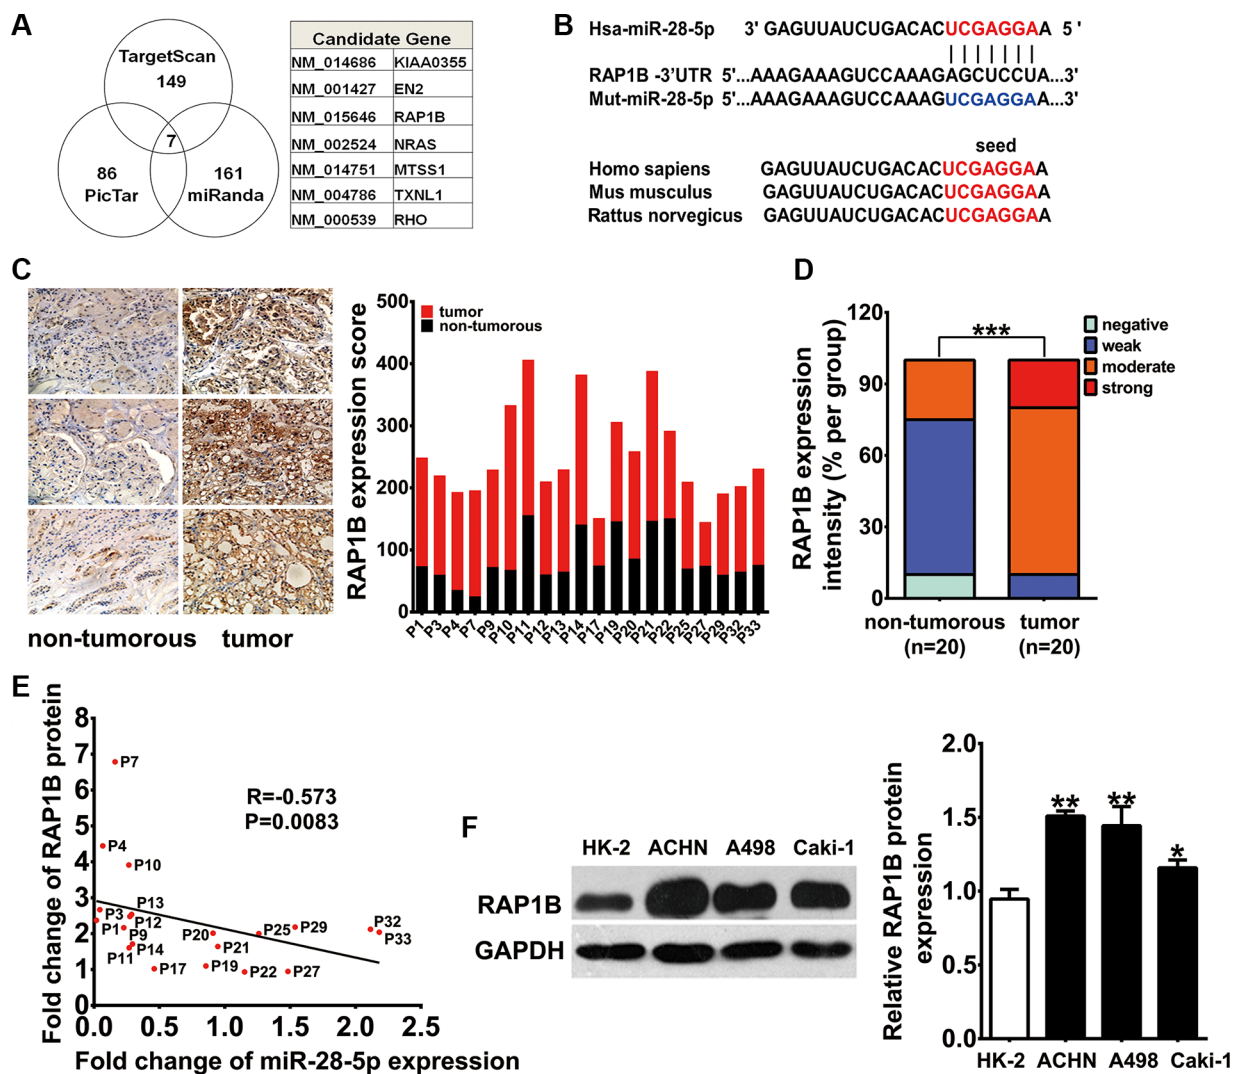 A
TargetScan
149
7
86
PicTar
161
miRanda
Candidate Gene
NM_014686 KIAA0355
NM_001427 EN2
NM_015646 RAP1B
NM_002524 NRAS
NM_014751 MTSS1
NM_004786 TXNL1
NM_000539 RHO
B
Hsa-miR-28-5p 3' GAGUUAUCUGACACUCGAGGAA 5 '
RAP1B -3'UTR 5'...AAAGAAAGUCCAAAGAGCUCCUA...3'
Mut-miR-28-5p 5'...AAAGAAAGUCCAAAGUCGAGGAA...3'
seed
Homo sapiens GAGUUAUCUGACACUCGAGGAA
Mus musculus GAGUUAUCUGACACUCGAGGAA
Rattus norvegicus GAGUUAUCUGACACUCGAGGAA
C
non-tumorous tumor
RAP1B expression score
500
400
300
200
100
0
tumor
non-tumorous
P1 P3 P4 P7 P9 P10 P11 P12 P13 P14 P17 P19 P20 P21 P22 P25 P27 P29 P32 P33
D
RAP1B expression
intensity (% per group)
120
90
60
30
0
***
negative
weak
moderate
strong
non-tumorous tumor
(n=20) (n=20)
E
Fold change of RAP1B protein
8
7
6
5
4
3
2
1
0
P7
R=-0.573
P=0.0083
P4
P10
P13
P3
P12
P1
P9
P11
P14
P17
P20
P21
P19
P25
P29
P22
P27
P32
P33
0.0 0.5 1.0 1.5 2.0 2.5
Fold change of miR-28-5p expression
F
HK-2 ACHN A498 Caki-1
RAP1B
GAPDH
Relative RAP1B protein
expression
2.0
1.5
1.0
0.5
0.0
**
**
*
HK-2 ACHN A498 Caki-1